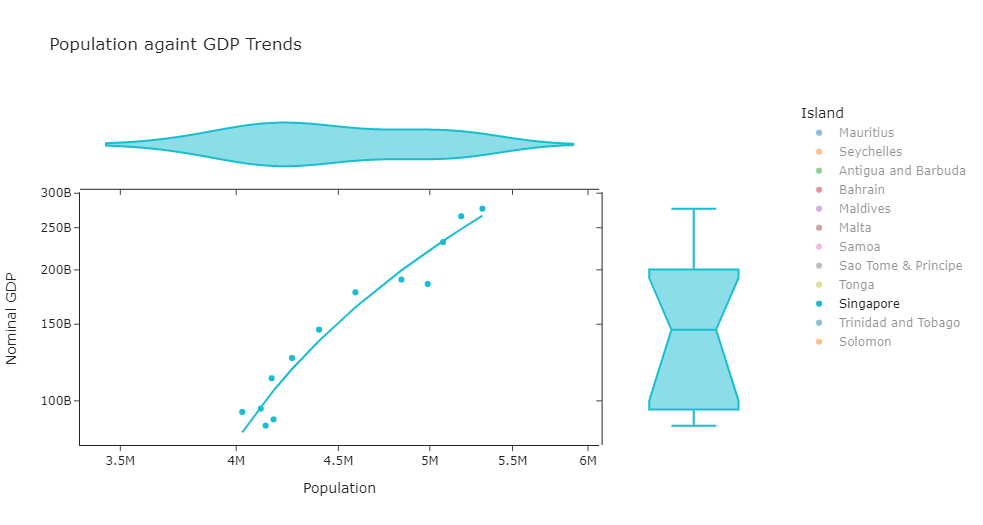 Population againt GDP Trends
Island
Mauritius
Seychelles
Antigua and Barbuda
Bahrain
Maldives
Malta
Samoa
Sao Tome & Principe
Tonga
Singapore
Trinidad and Tobago
Solomon
300B
250B
200B
150B
100B
Nominal GDP
3.5M 4M 4.5M 5M 5.5M 6M
Population